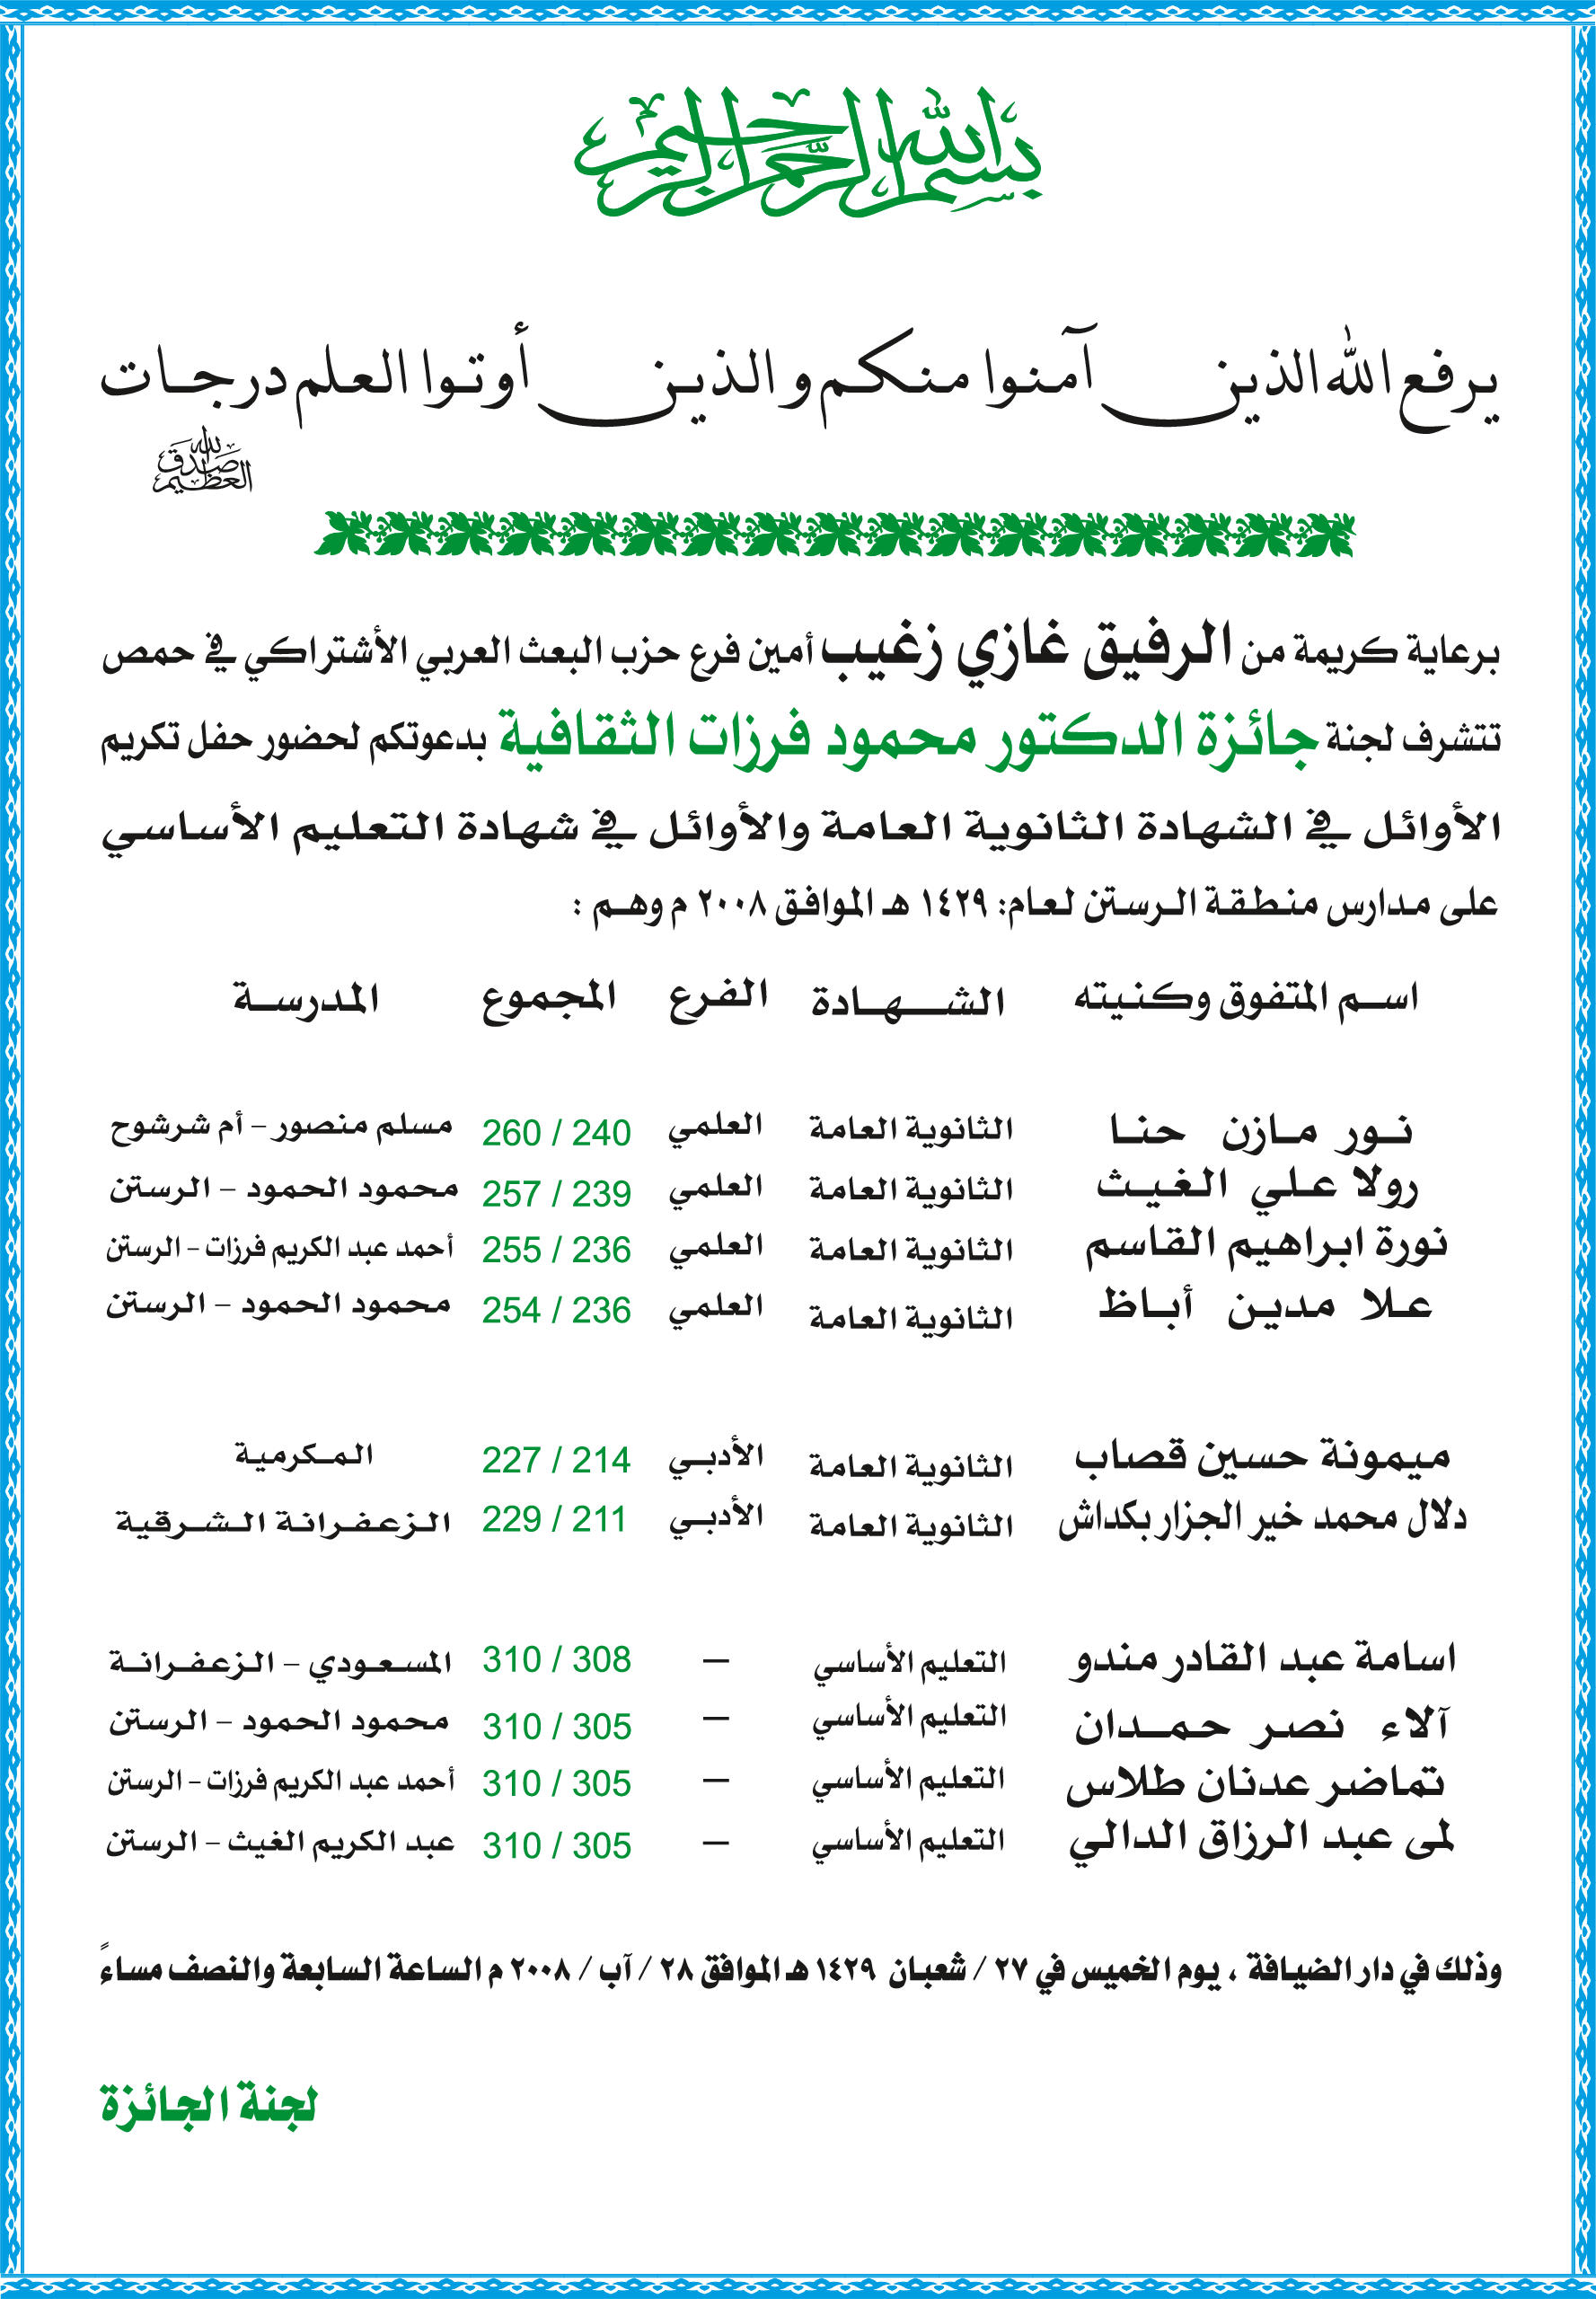 بسم الله الرحمن الرحيم
يرفع الله الذين آمنوا منكم والذين أوتوا العلم درجات
صدق الله العظيم
برعاية كريمة من الرفيق غازي زغيب أمين فرع حزب البعث العربي الأشتراكي في حمص
تتشرف لجنة جائزة الدكتور محمود فرزات الثقافية بدعوتكم لحضور حفل تكريم
الأوائل في الشهادة الثانوية العامة والأوائل في شهادة التعليم الأساسي
على مدارس منطقة الرستن لعام: ١٤٢٩ هـ الموافق ٢٠٠٨ م وهم :
اسم المتفوق وكنيته الشهادة الفرع المجموع المدرسة
نور مازن حنا الثانوية العامة العلمي 260 / 240 مسلم منصور - أم شرشوح
رولا علي الغيث الثانوية العامة العلمي 257 / 239 محمود الحمود - الرستن
نورة ابراهيم القاسم الثانوية العامة العلمي 255 / 236 أحمد عبد الكريم فرزات - الرستن
علا مدين أباظ الثانوية العامة العلمي 254 / 236 محمود الحمود - الرستن
ميمونة حسين قصاب الثانوية العامة الأدبي 227 / 214 المكرمية
دلال محمد خير الجزار بكداش الثانوية العامة الأدبي 229 / 211 الزعفرانة الشرقية
اسامة عبد القادر مندو التعليم الأساسي – 310 / 308 المسعودي - الزعفرانة
آلاء نصر حمدان التعليم الأساسي – 310 / 305 محمود الحمود - الرستن
تماضر عدنان طلاس التعليم الأساسي – 310 / 305 أحمد عبد الكريم فرزات - الرستن
لمى عبد الرزاق الدالي التعليم الأساسي – 310 / 305 عبد الكريم الغيث - الرستن
وذلك في دار الضيافة ، يوم الخميس في ٢٧ / شعبان ١٤٢٩ هـ الموافق ٢٨ / آب / ٢٠٠٨ م الساعة السابعة والنصف مساءً
لجنة الجائزة